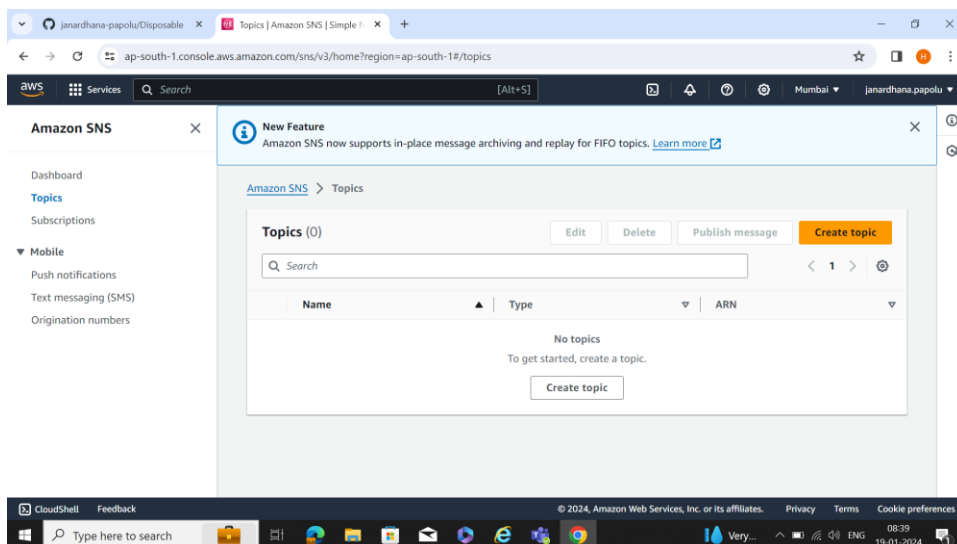 janardhana-papolu/Disposable
Topics | Amazon SNS | Simple N
ap-south-1.console.aws.amazon.com/sns/v3/home?region=ap-south-1#/topics
H
aws
Services
Search
[Alt+S]
Mumbai
janardhana.papolu
Amazon SNS
New Feature
Amazon SNS now supports in-place message archiving and replay for FIFO topics. Learn more
Dashboard
Topics
Subscriptions
Mobile
Push notifications
Text messaging (SMS)
Origination numbers
Amazon SNS > Topics
Topics (0)
Edit
Delete
Publish message
Create topic
Search
1
Name
Type
ARN
No topics
To get started, create a topic.
Create topic
CloudShell
Feedback
© 2024, Amazon Web Services, Inc. or its affiliates.
Privacy
Terms
Cookie preferences
Type here to search
Very...
ENG
08:39
19-01-2024